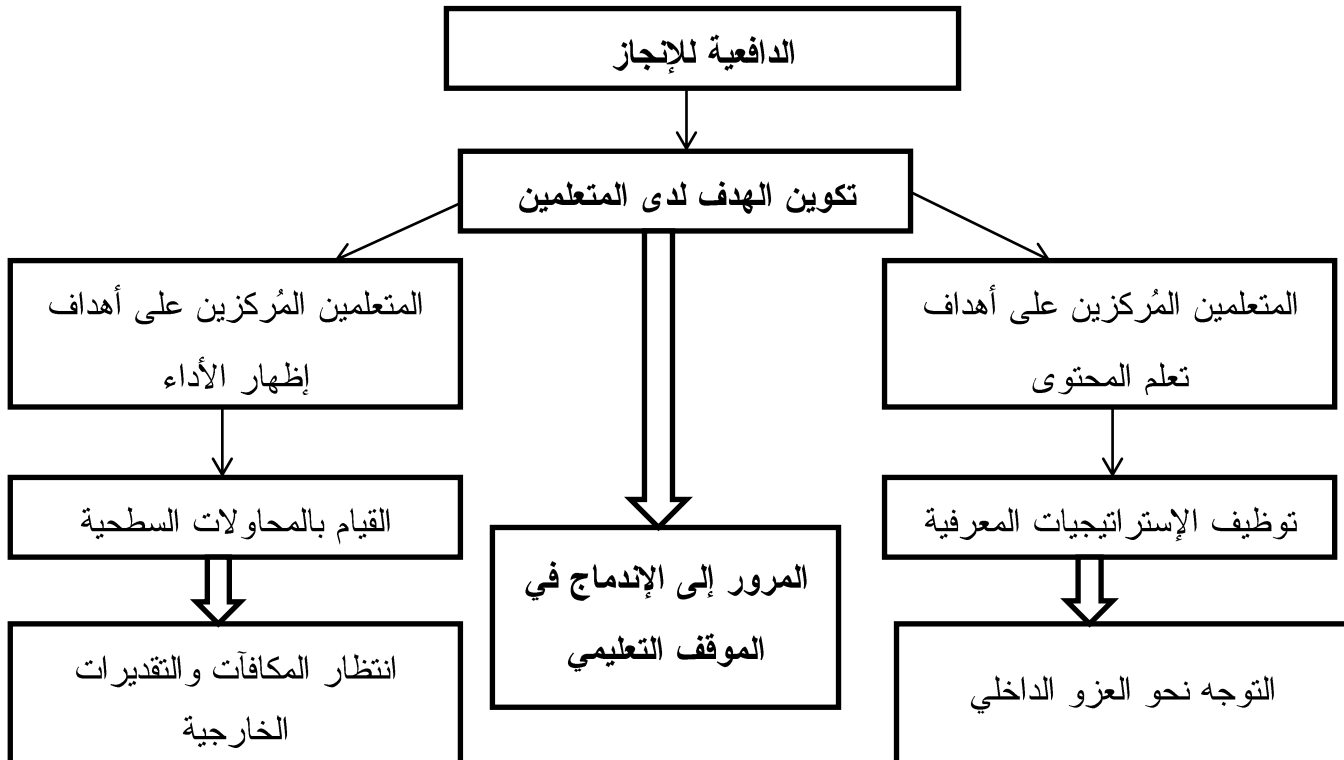 الدافعية للإنجاز
تكوين الهدف لدى المتعلمين
المتعلمين المُركزين على أهداف
تعلم المحتوى
المتعلمين المُركزين على أهداف
إظهار الأداء
توظيف الإستراتيجيات المعرفية
القيام بالمحاولات السطحية
المرور إلى الإندماج في
الموقف التعليمي
التوجه نحو العزو الداخلي
انتظار المكافآت والتقديرات
الخارجية